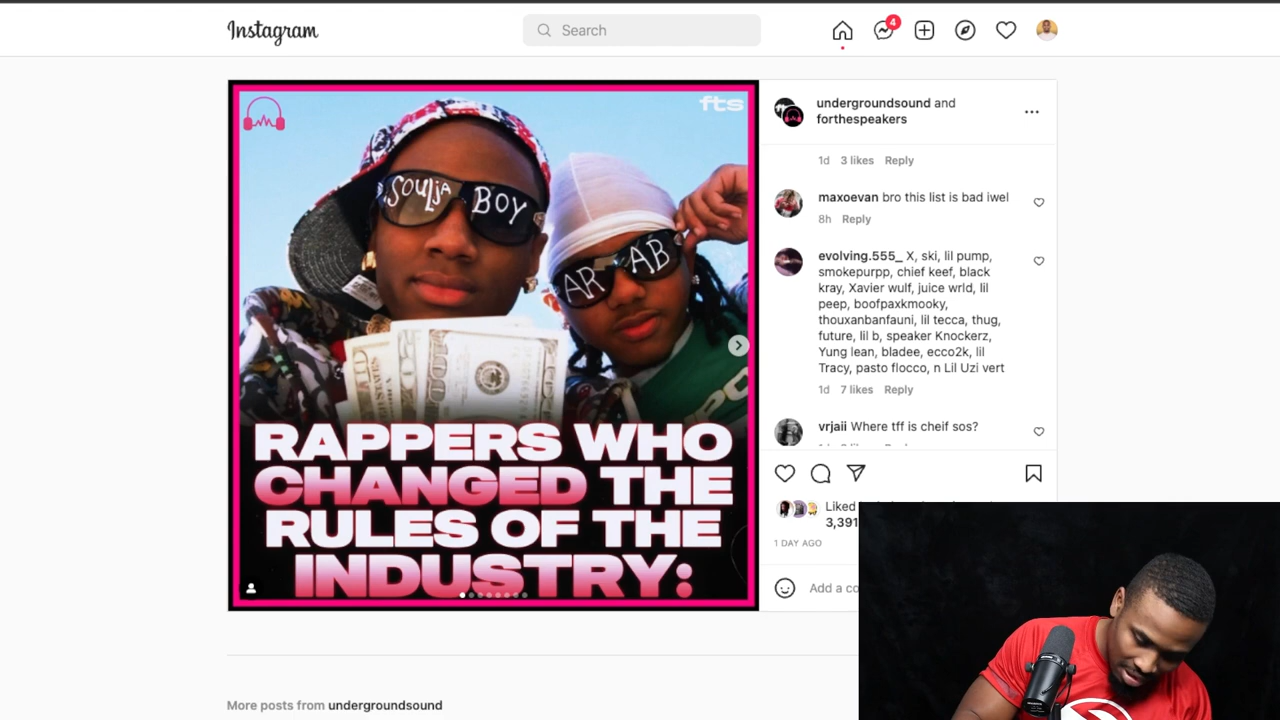 Instagram
Search
4
fts
SOULJA BOY
AR AB
RAPPERS WHO
CHANGED THE
RULES OF THE
INDUSTRY:
undergroundsound and
forthespeakers
1d 3 likes Reply
maxoevan bro this list is bad iwel
8h Reply
evolving.555_ X, ski, lil pump,
smokepurpp, chief keef, black
kray, Xavier wulf, juice wrld, lil
peep, boofpaxkmooky,
thouxanbanfauni, lil tecca, thug,
future, lil b, speaker Knockerz,
Yung lean, bladee, ecco2k, lil
Tracy, pasto flocco, n Lil Uzi vert
1d 7 likes Reply
vrjaii Where tff is cheif sos?
Liked
3,391
1 DAY AGO
Add a co
More posts from undergroundsound